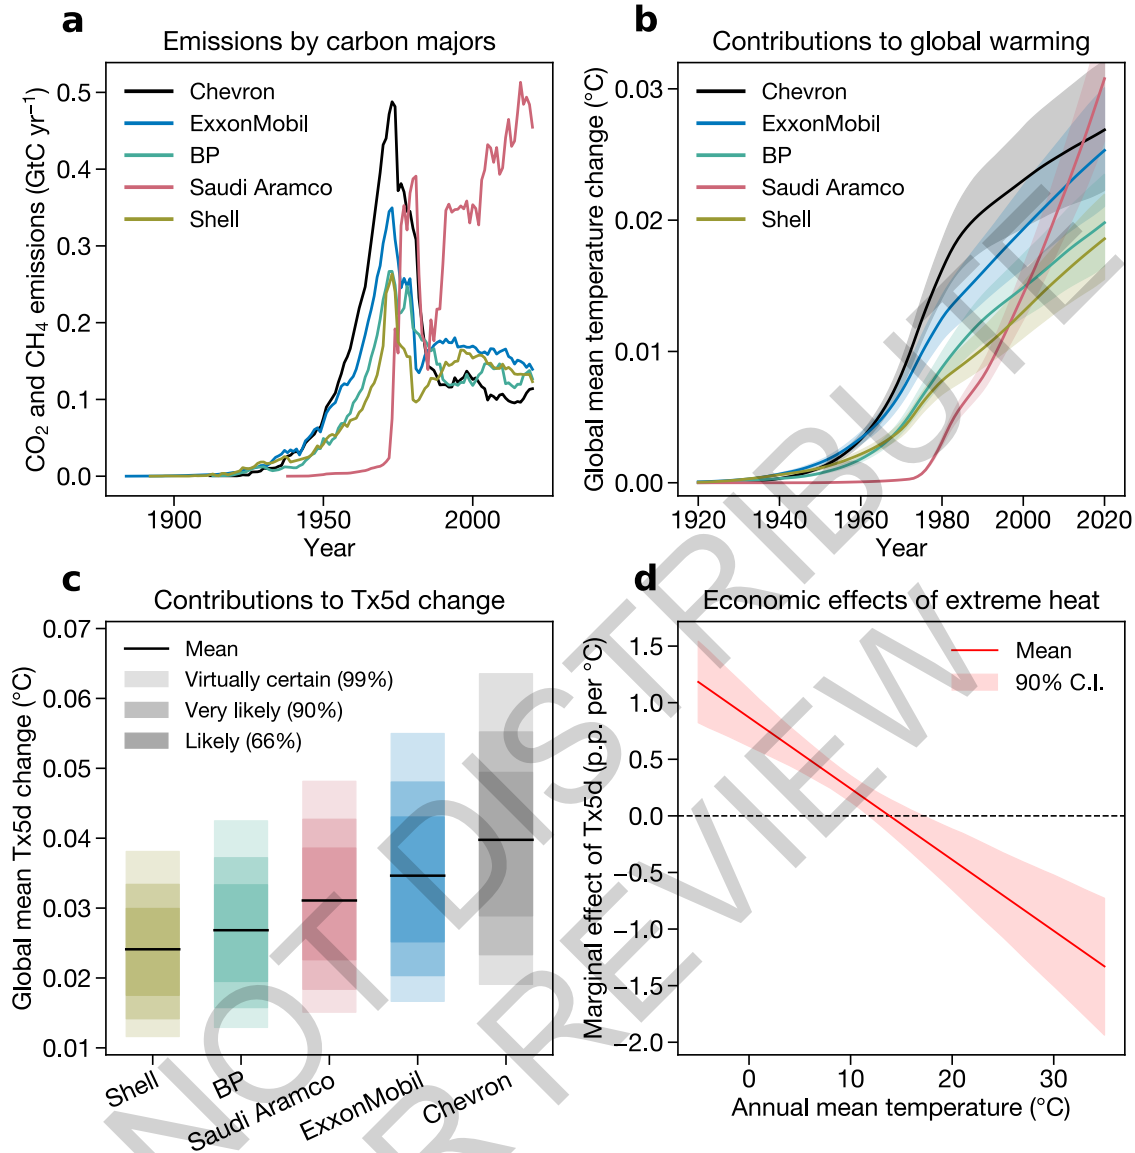 a
Emissions by carbon majors
CO₂ and CH₄ emissions (GtC yr⁻¹)
0.5
0.4
0.3
0.2
0.1
0.0
Chevron
ExxonMobil
BP
Saudi Aramco
Shell
1900
1950
2000
Year
b
Contributions to global warming
Global mean temperature change (°C)
0.03
0.02
0.01
0.00
Chevron
ExxonMobil
BP
Saudi Aramco
Shell
1920
1940
1960
1980
2000
2020
Year
c
Contributions to Tx5d change
Global mean Tx5d change (°C)
0.07
0.06
0.05
0.04
0.03
0.02
0.01
Mean
Virtually certain (99%)
Very likely (90%)
Likely (66%)
Shell
BP
Saudi Aramco
ExxonMobil
Chevron
d
Economic effects of extreme heat
Marginal effect of Tx5d (p.p. per °C)
1.5
1.0
0.5
0.0
−0.5
−1.0
−1.5
−2.0
Mean
90% C.I.
0
10
20
30
Annual mean temperature (°C)
NOT DISTRIBUTE
R REVIEW